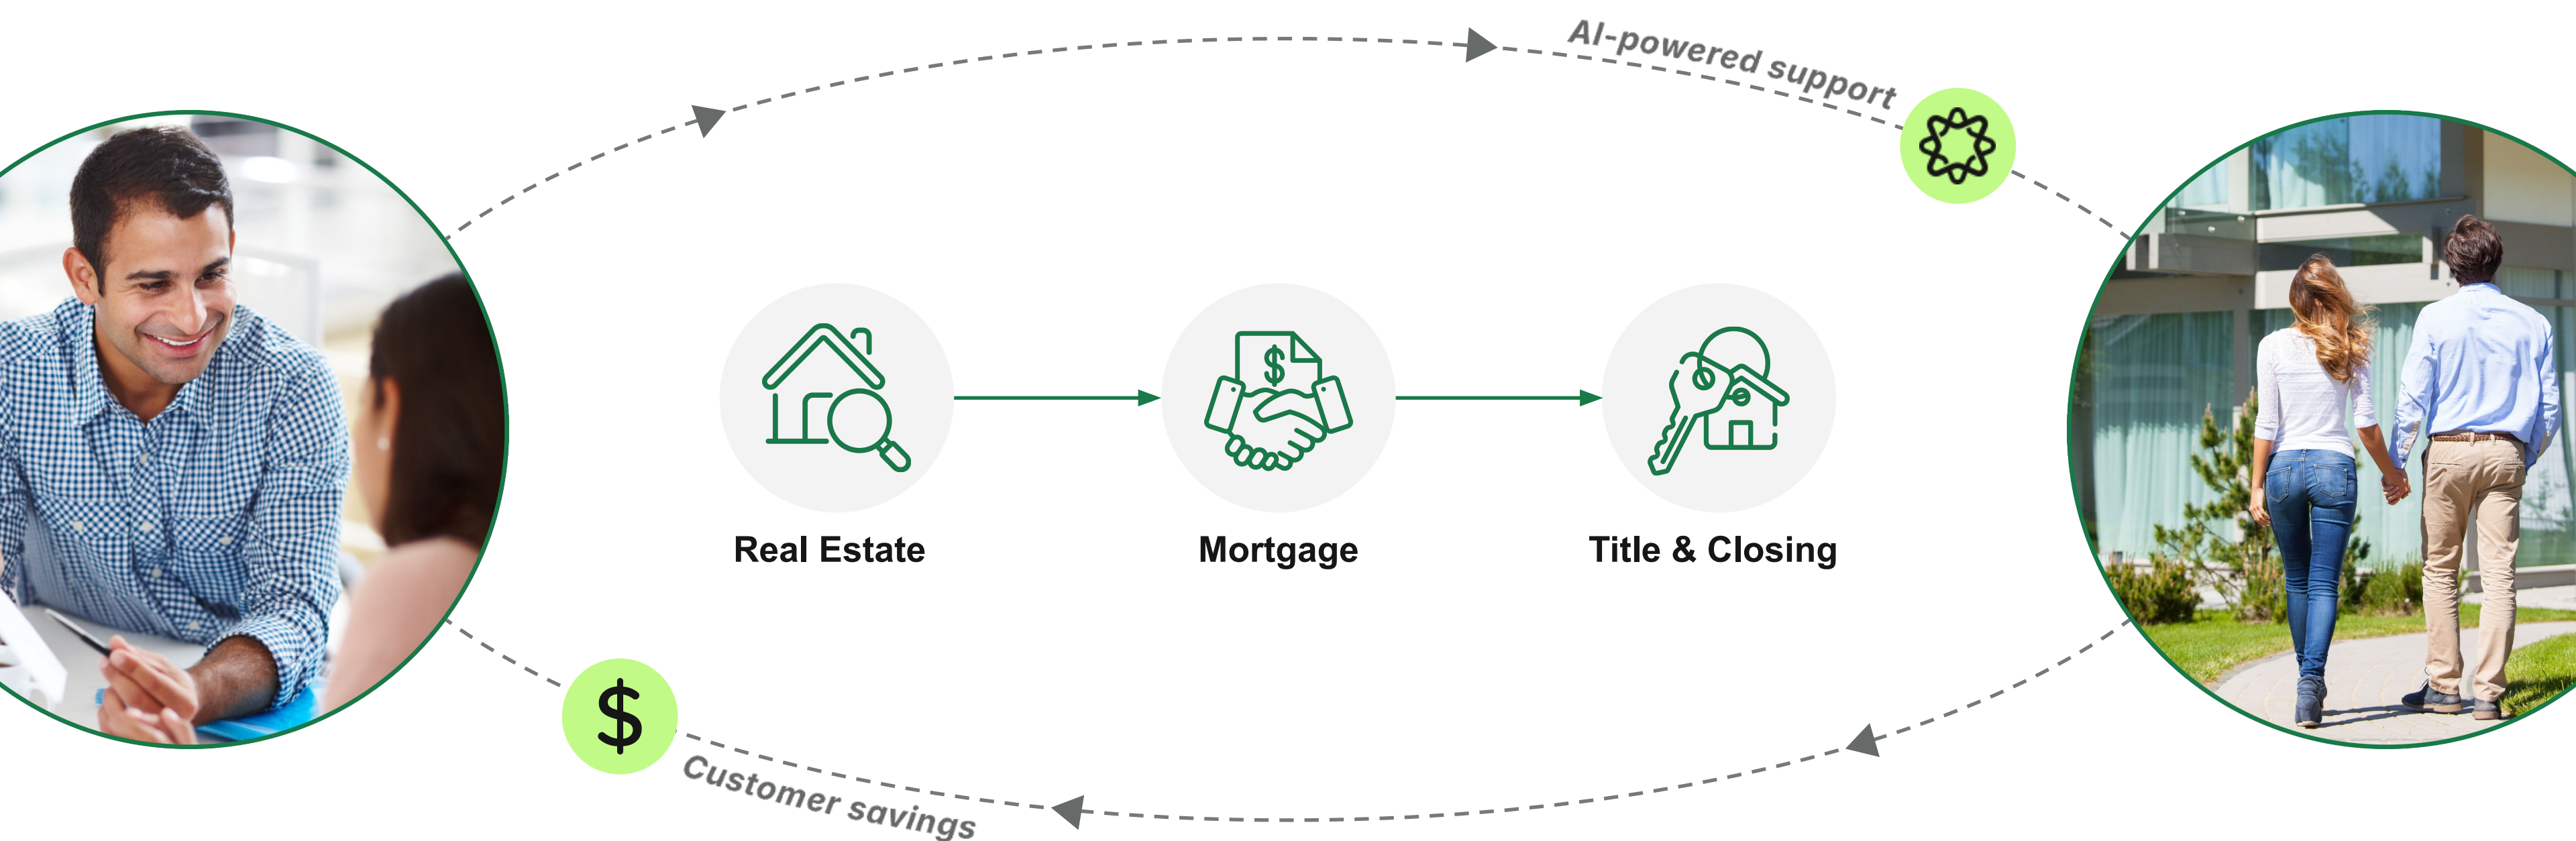 AI-powered support
Real Estate
Mortgage
Title & Closing
$
Customer savings